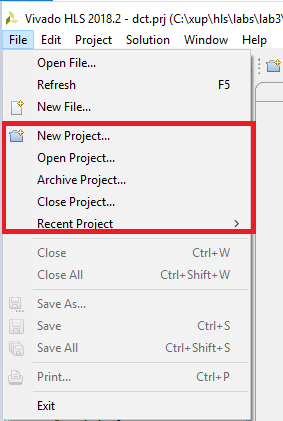 Vivado HLS 2018.2 - dct.prj (C:\xup\hls\labs\lab3\
File Edit Project Solution Window Help
Open File...
Refresh F5
New File...
New Project...
Open Project...
Archive Project...
Close Project...
Recent Project >
Close Ctrl+W
Close All Ctrl+Shift+W
Save As...
Save Ctrl+S
Save All Ctrl+Shift+S
Print... Ctrl+P
Exit